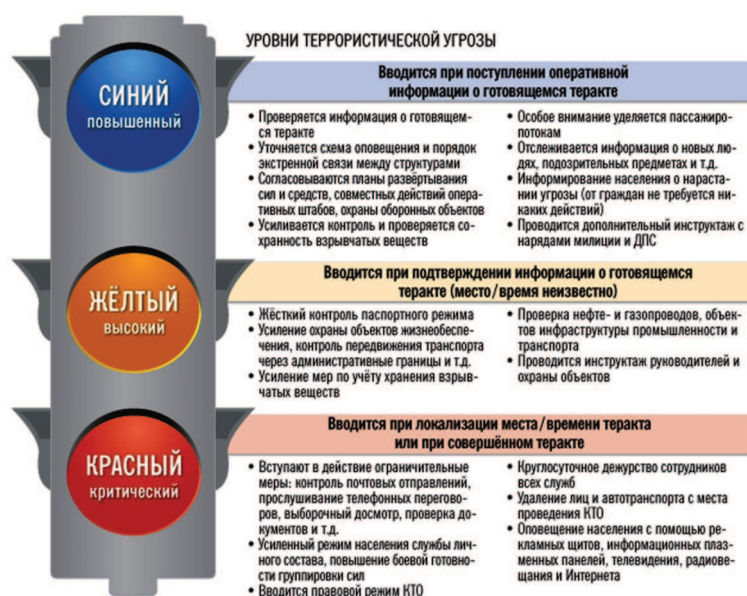 УРОВНИ ТЕРРОРИСТИЧЕСКОЙ УГРОЗЫ
СИНИЙ
повышенный
Вводится при поступлении оперативной
информации о готовящемся теракте
• Проверяется информация о готовящем-
ся теракте
• Уточняется схема оповещения и порядок
экстренной связи между структурами
• Согласовываются планы развёртывания
сил и средств, совместных действий опера-
тивных штабов, охраны оборонных объектов
• Усиливается контроль и проверяется со-
хранность взрывчатых веществ
• Особое внимание уделяется пассажиро-
потокам
• Отслеживается информация о новых лю-
дях, подозрительных предметах и т.д.
• Информирование населения о нараста-
нии угрозы (от граждан не требуется ни-
каких действий)
• Проводится дополнительный инструктаж с
нарядами милиции и ДПС
ЖЁЛТЫЙ
высокий
Вводится при подтверждении информации о готовящемся
теракте (место/время неизвестно)
• Жёсткий контроль паспортного режима
• Усиление охраны объектов жизнеобеспе-
чения, контроль передвижения транспорта
через административные границы и т.д.
• Усиление мер по учёту хранения взрыв-
чатых веществ
• Проверка нефте- и газопроводов, объек-
тов инфраструктуры промышленности и
транспорта
• Проводится инструктаж руководителей и
охраны объектов
КРАСНЫЙ
критический
Вводится при локализации места/времени теракта
или при совершённом теракте
• Вступают в действие ограничительные
меры: контроль почтовых отправлений,
прослушивание телефонных перегово-
ров, выборочный досмотр, проверка до-
кументов и т.д.
• Усиленный режим населения службы лич-
ного состава, повышение боевой готовно-
сти группировки сил
• Вводится правовой режим КТО
• Круглосуточное дежурство сотрудников
всех служб
• Удаление лиц и автотранспорта с места
проведения КТО
• Оповещение населения с помощью ре-
кламных щитов, информационных плаз-
менных панелей, телевидения, радиове-
щания и Интернета